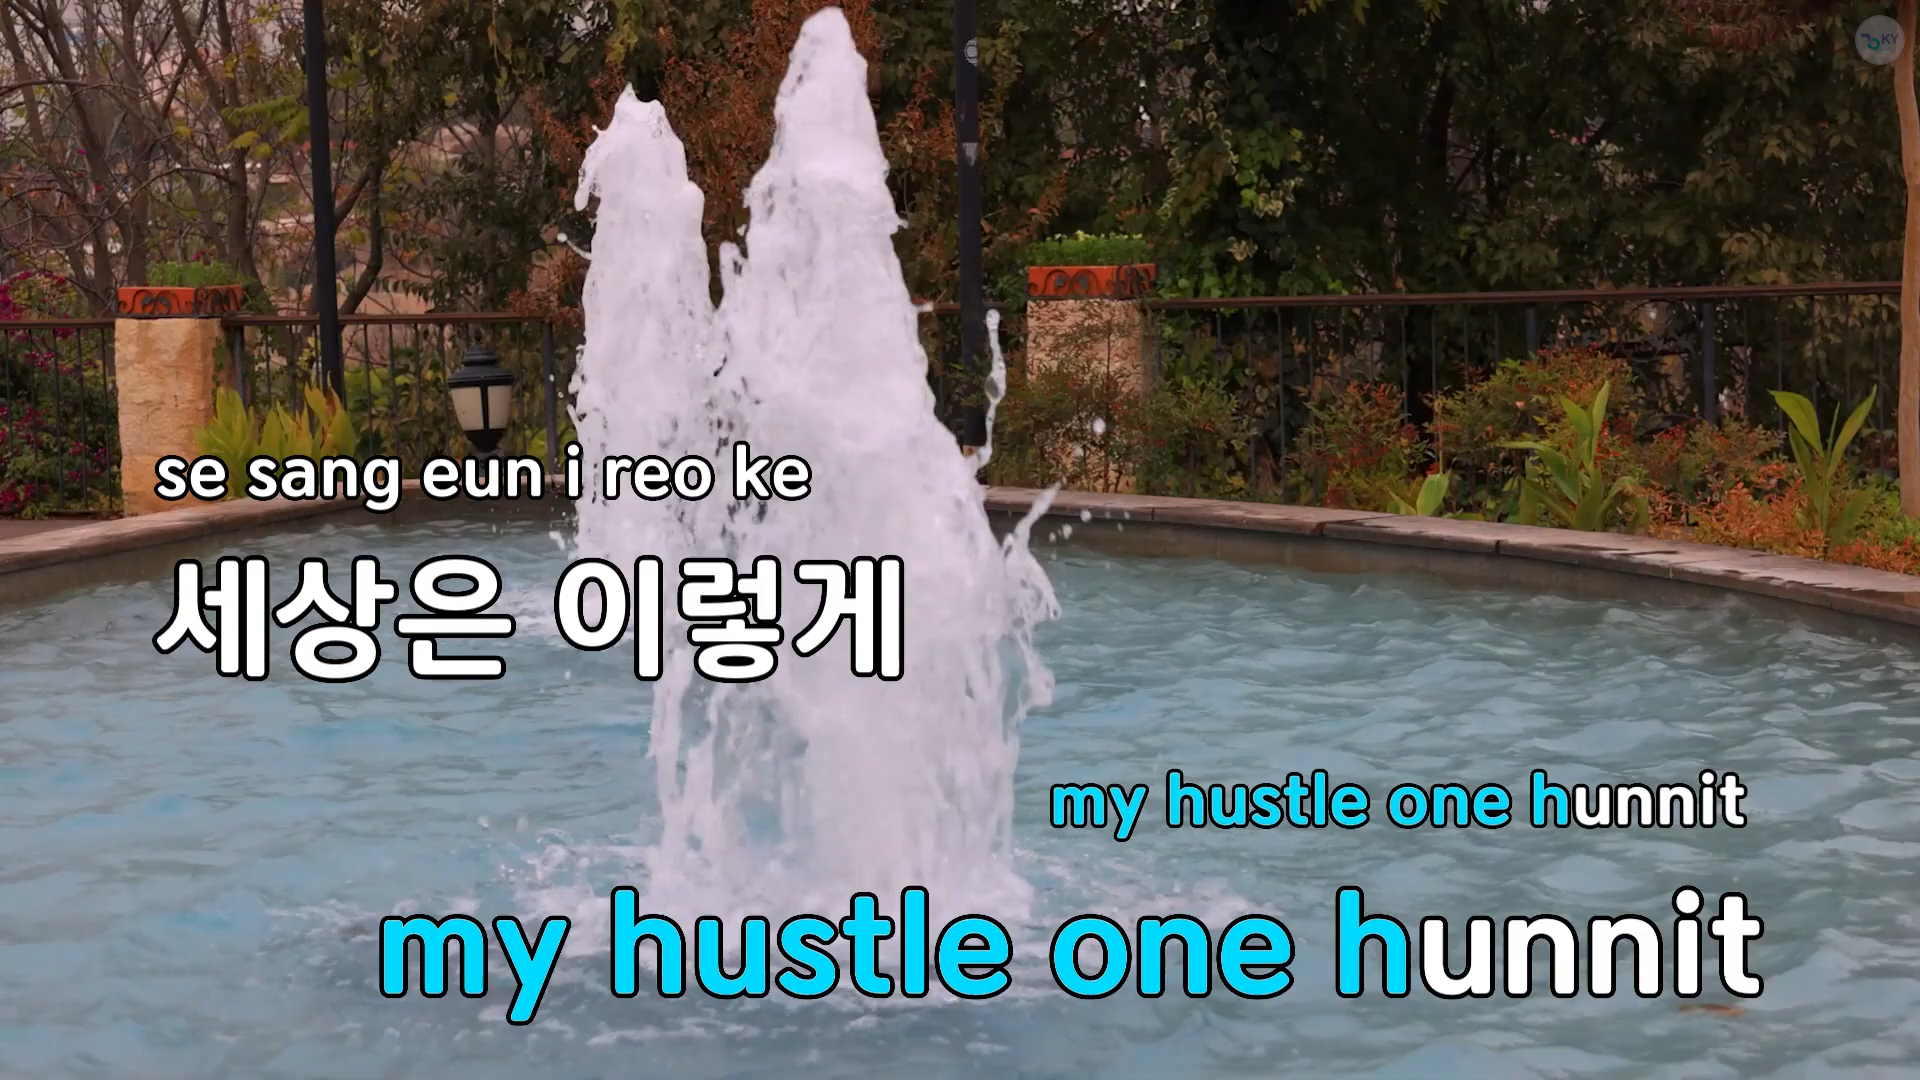 KY
se sang eun i reo ke
세상은 이렇게
my hustle one hunnit
my hustle one hunnit